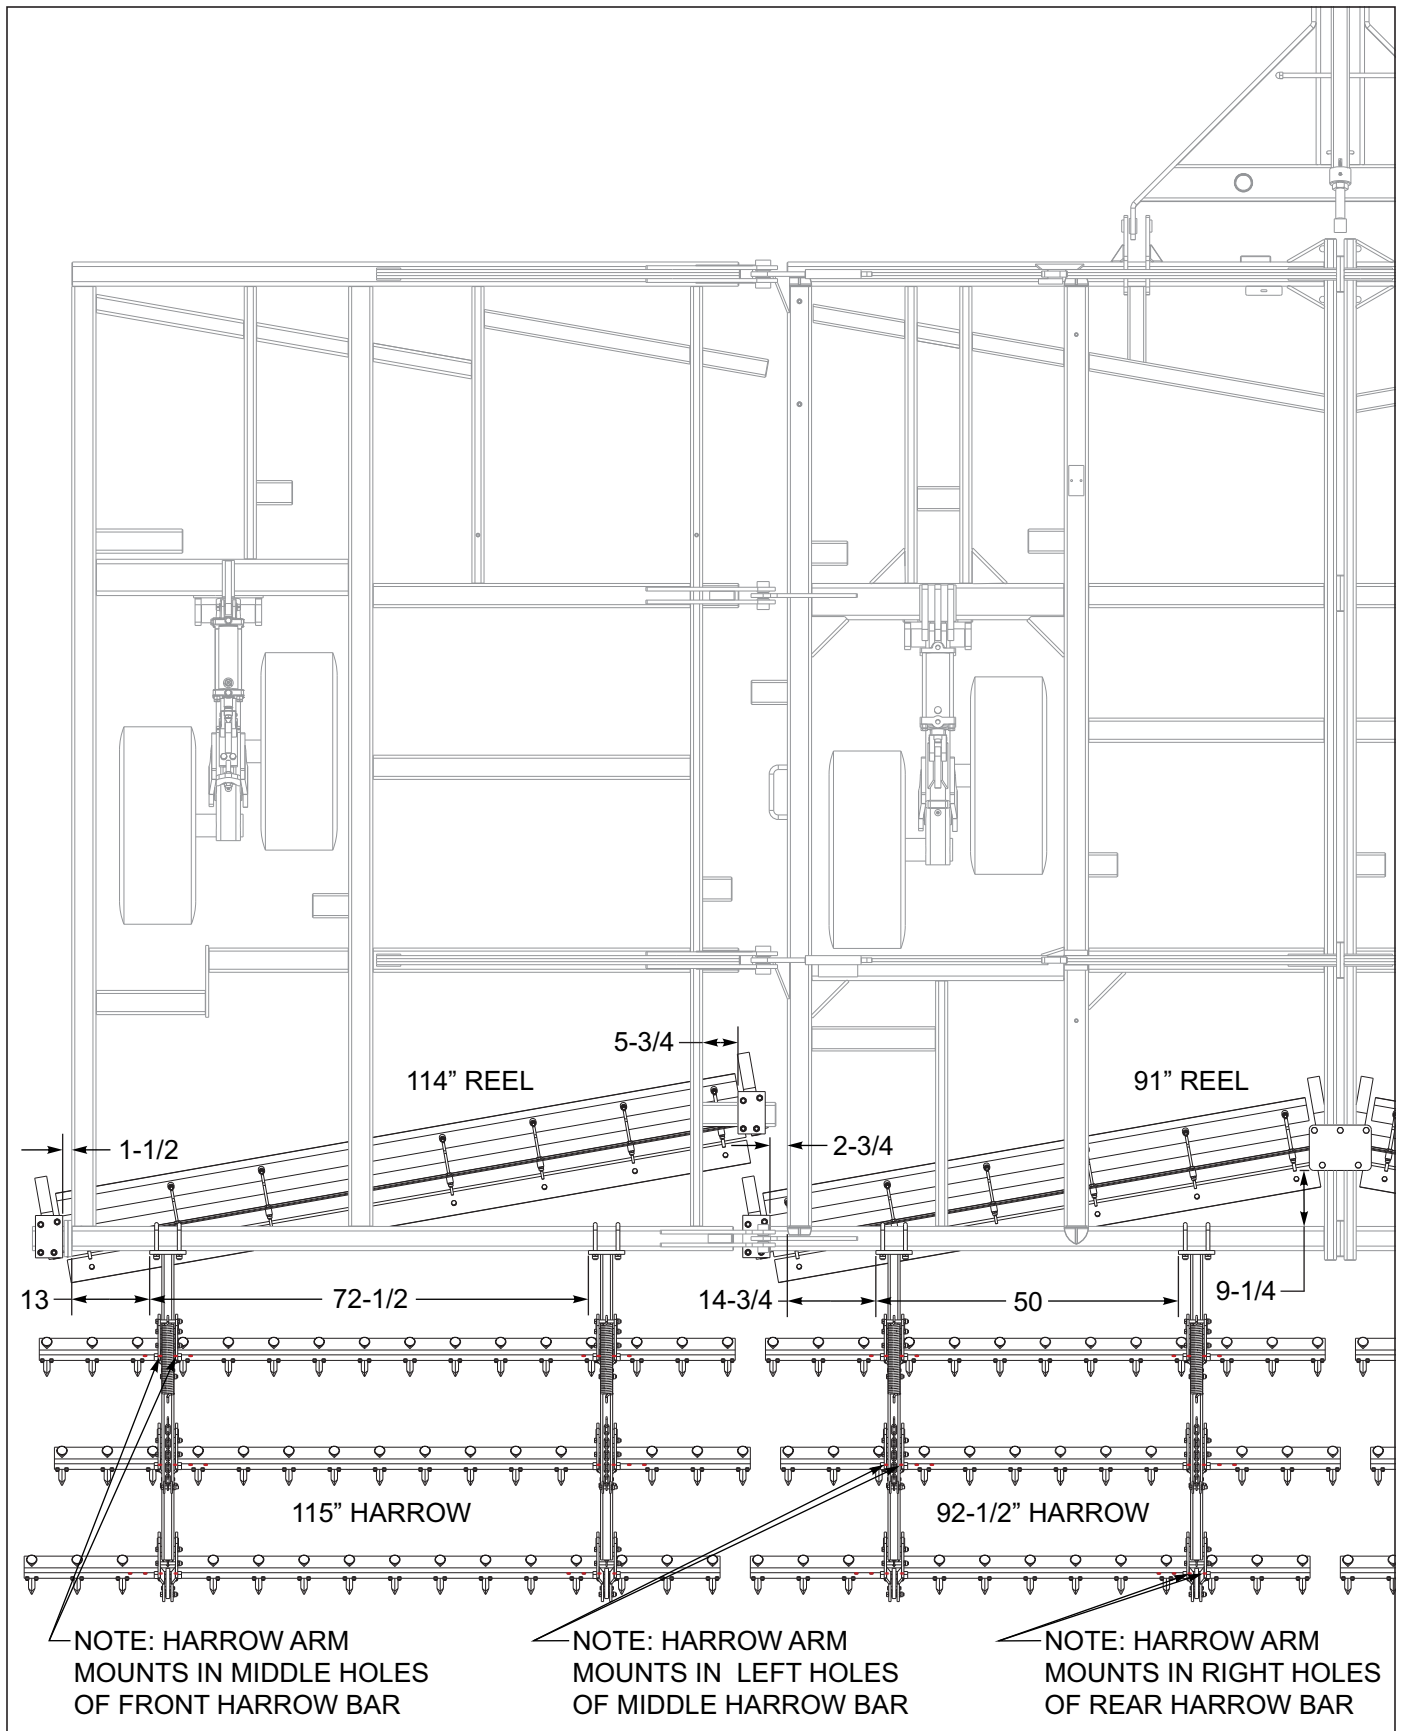 5-3/4
114” REEL
91” REEL
1-1/2
2-3/4
13
72-1/2
14-3/4
50
9-1/4
115” HARROW
92-1/2” HARROW
NOTE: HARROW ARM
MOUNTS IN MIDDLE HOLES
OF FRONT HARROW BAR
NOTE: HARROW ARM
MOUNTS IN LEFT HOLES
OF MIDDLE HARROW BAR
NOTE: HARROW ARM
MOUNTS IN RIGHT HOLES
OF REAR HARROW BAR